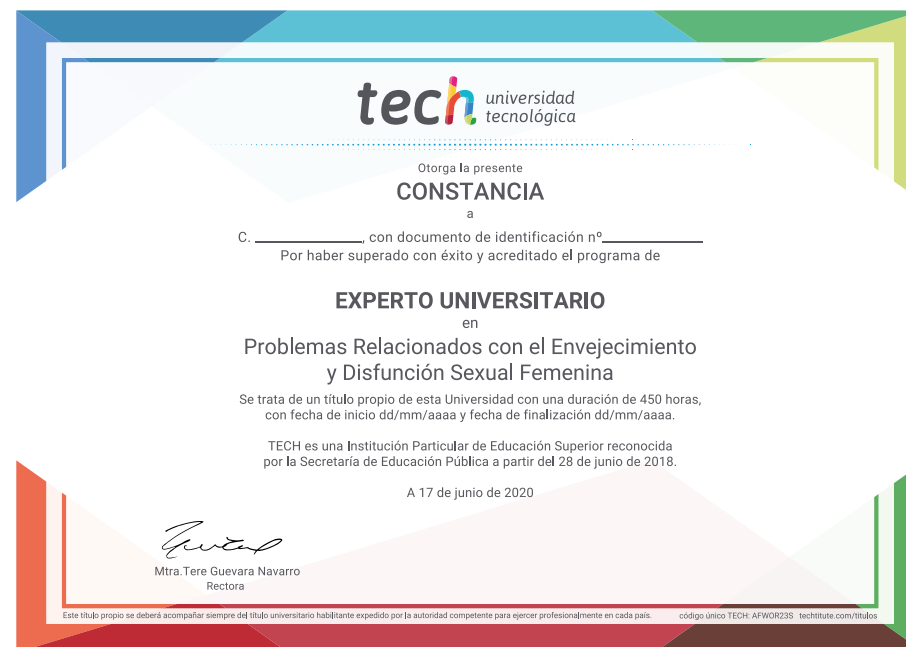 tech universidad
tecnológica
Otorga la presente
CONSTANCIA
a
C. ____________, con documento de identificación nº____________
Por haber superado con éxito y acreditado el programa de
EXPERTO UNIVERSITARIO
en
Problemas Relacionados con el Envejecimiento
y Disfunción Sexual Femenina
Se trata de un título propio de esta Universidad con una duración de 450 horas,
con fecha de inicio dd/mm/aaaa y fecha de finalización dd/mm/aaaa.
TECH es una Institución Particular de Educación Superior reconocida
por la Secretaría de Educación Pública a partir del 28 de junio de 2018.
A 17 de junio de 2020
Mtra.Tere Guevara Navarro
Rectora
Este título propio se deberá acompañar siempre del título universitario habilitante expedido por la autoridad competente para ejercer profesionalmente en cada país. código único TECH: AFWOR23S techtitute.com/titulos